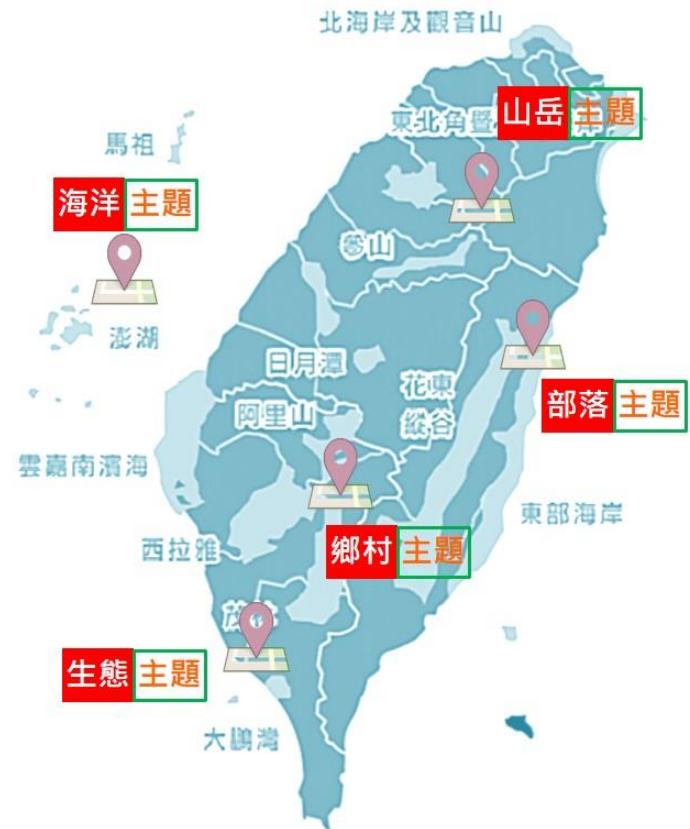 北海岸及觀音山
山岳 主題
東北角暨
馬祖
海洋 主題
參山
澎湖
日月潭
花東
縱谷
阿里山
部落 主題
雲嘉南濱海
東部海岸
西拉雅
鄉村 主題
茂
生態 主題
大鵬灣